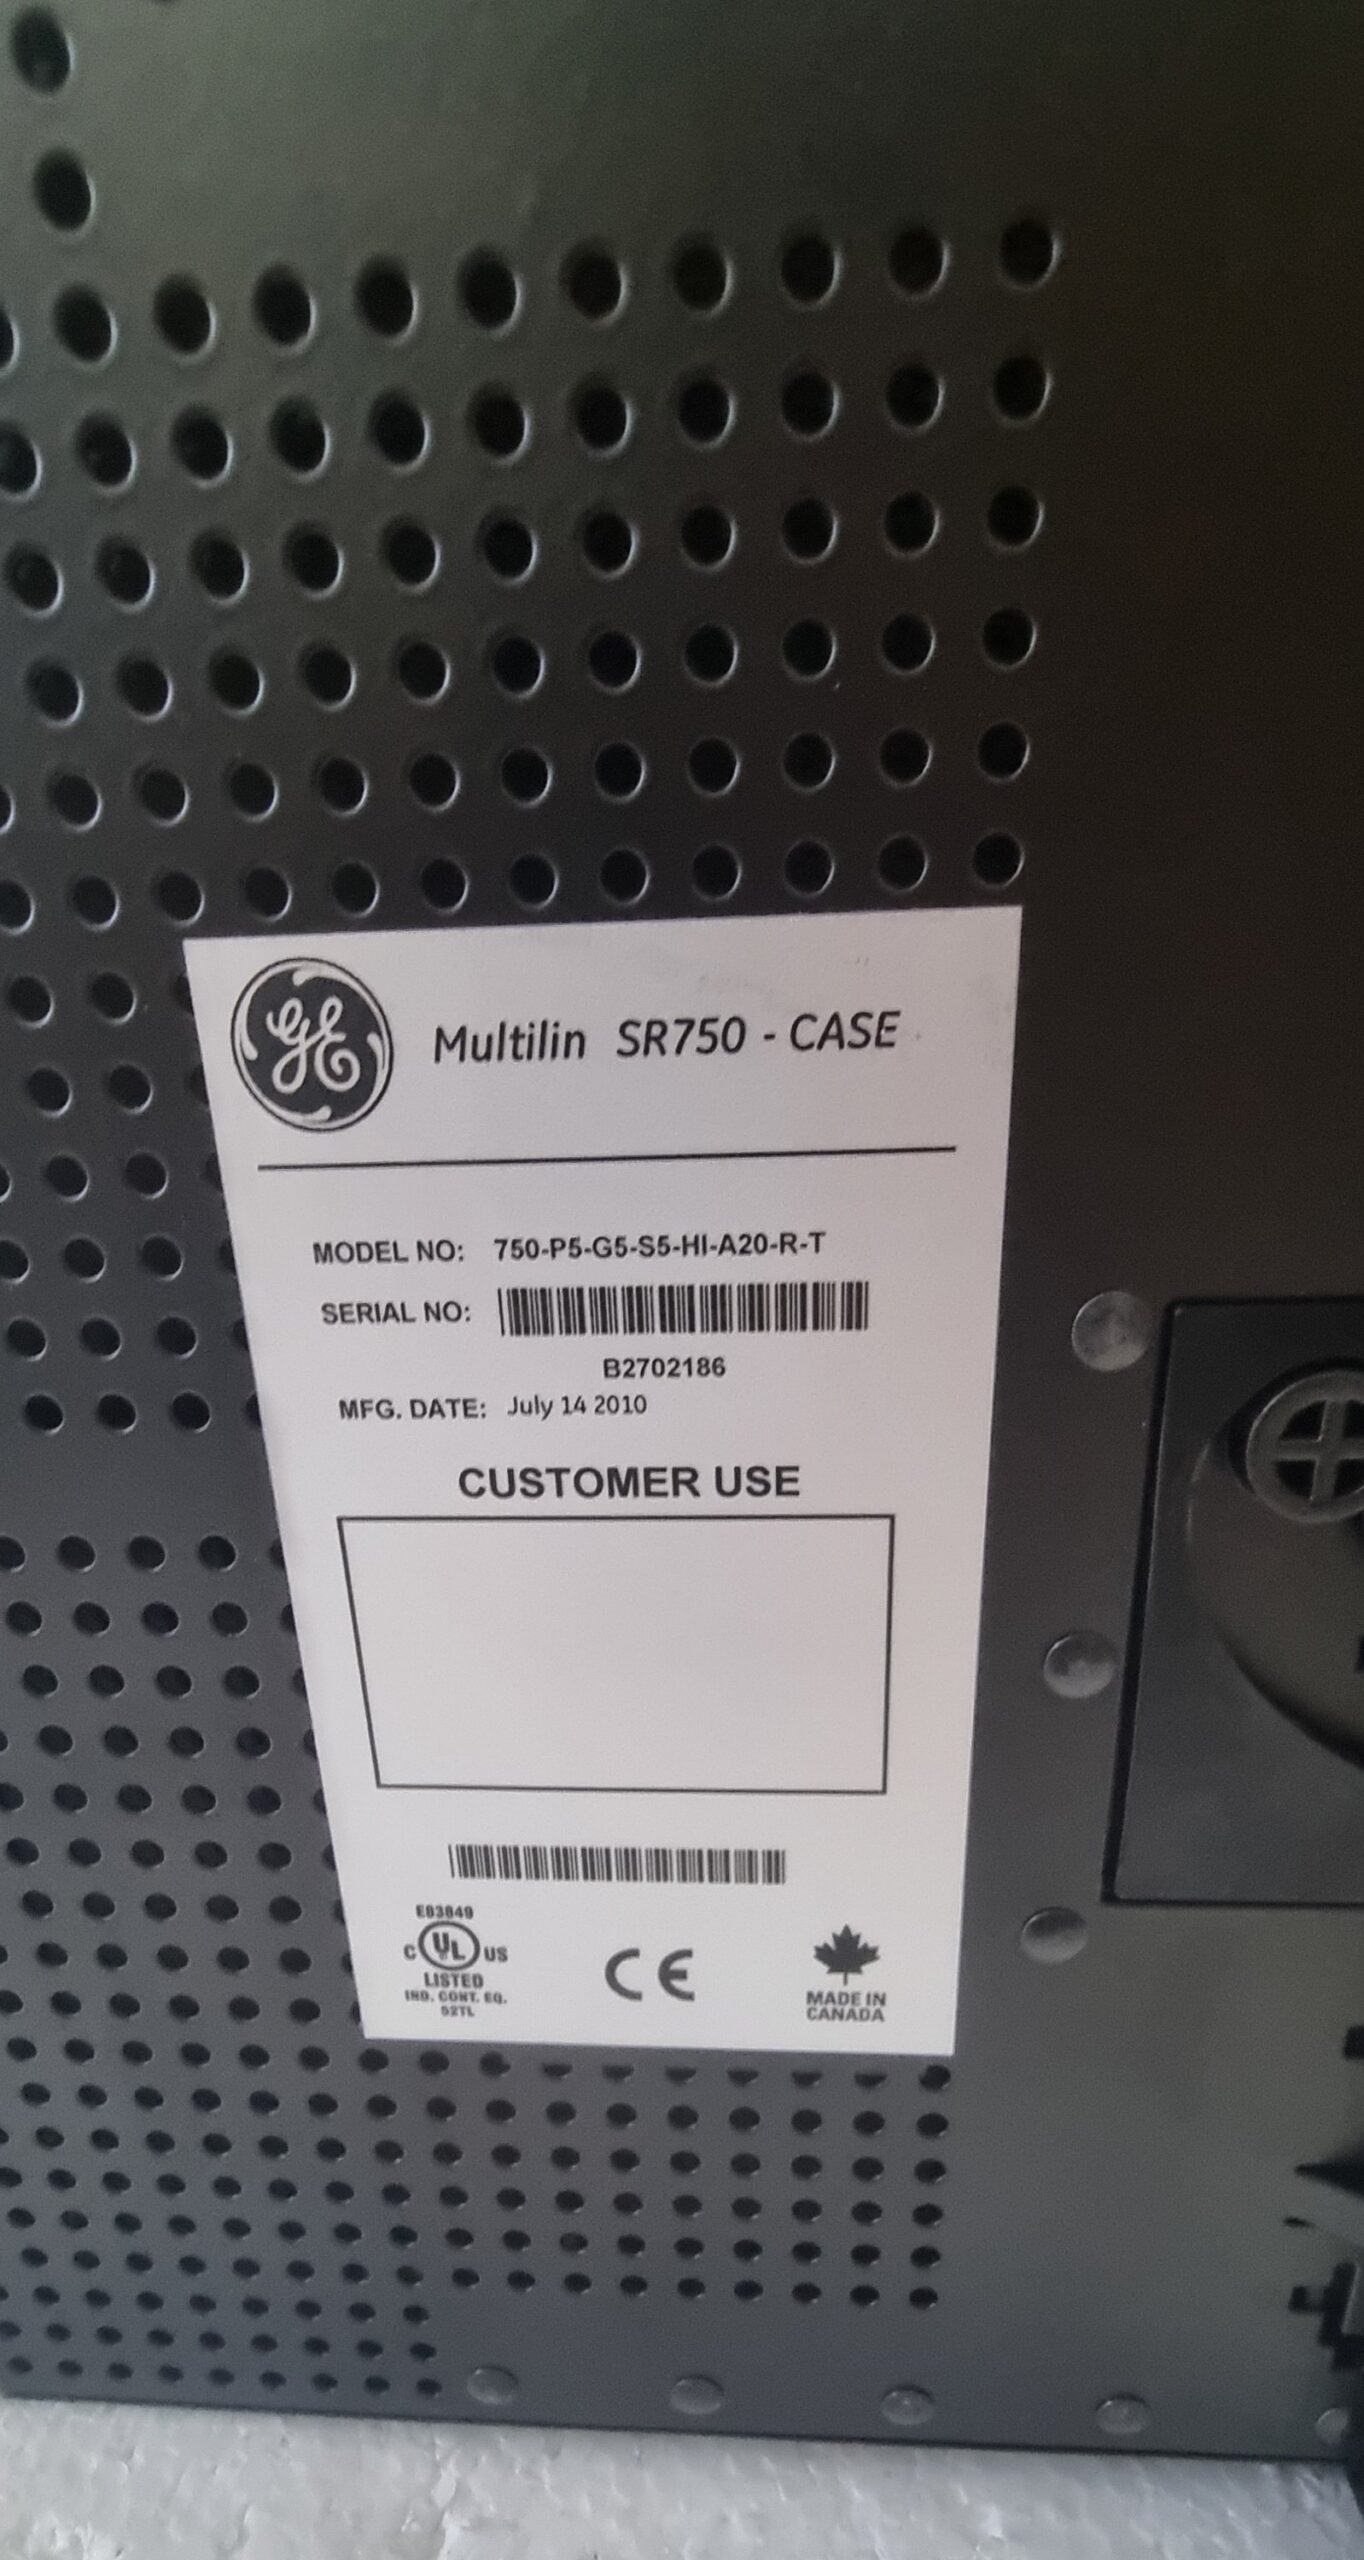 GE
Multilin SR750 - CASE
MODEL NO: 750-P5-G5-S5-HI-A20-R-T
SERIAL NO:
B2702186
MFG. DATE: July 14 2010
CUSTOMER USE
E83849
C UL US
LISTED
IND. CONT. EQ.
52TL
CE
MADE IN
CANADA